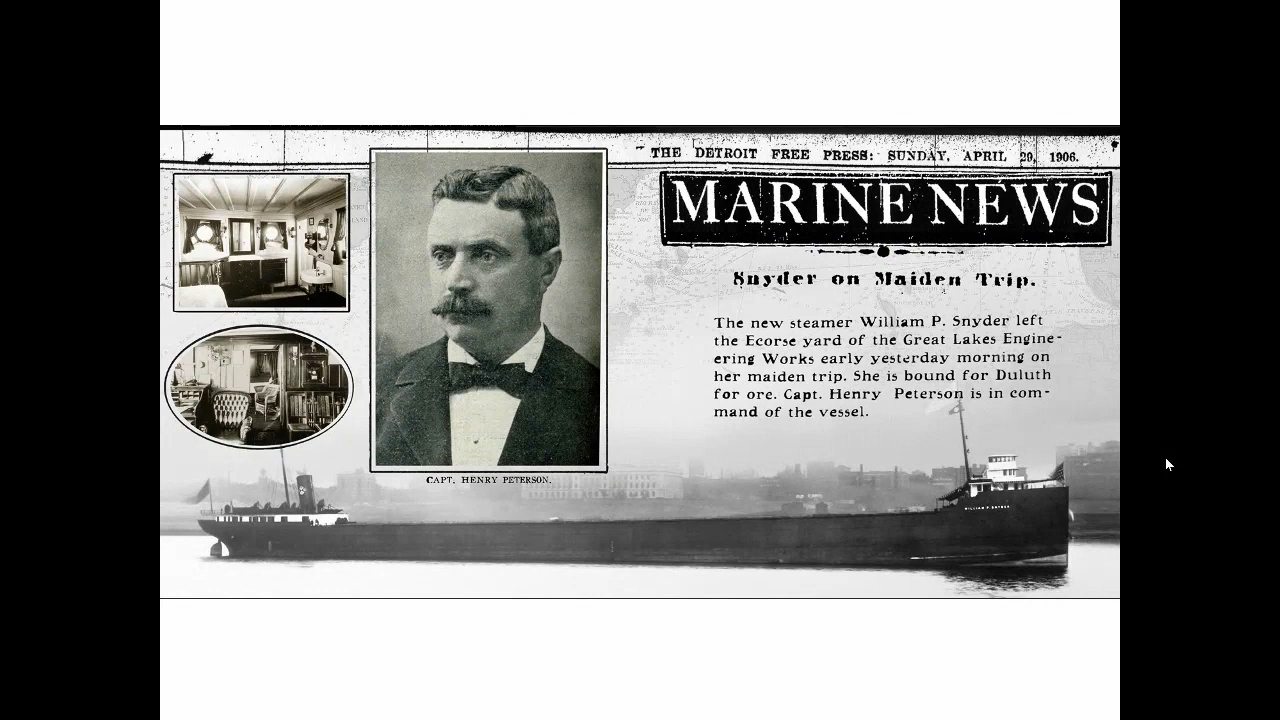 THE DETROIT FREE PRESS: SUNDAY, APRIL 29, 1906.
MARINE NEWS
Snyder on Maiden Trip.
The new steamer William P. Snyder left
the Ecorse yard of the Great Lakes Engine-
ering Works early yesterday morning on
her maiden trip. She is bound for Duluth
for ore. Capt. Henry Peterson is in com-
mand of the vessel.
CAPT. HENRY PETERSON.
WILLIAM P. SNYDER